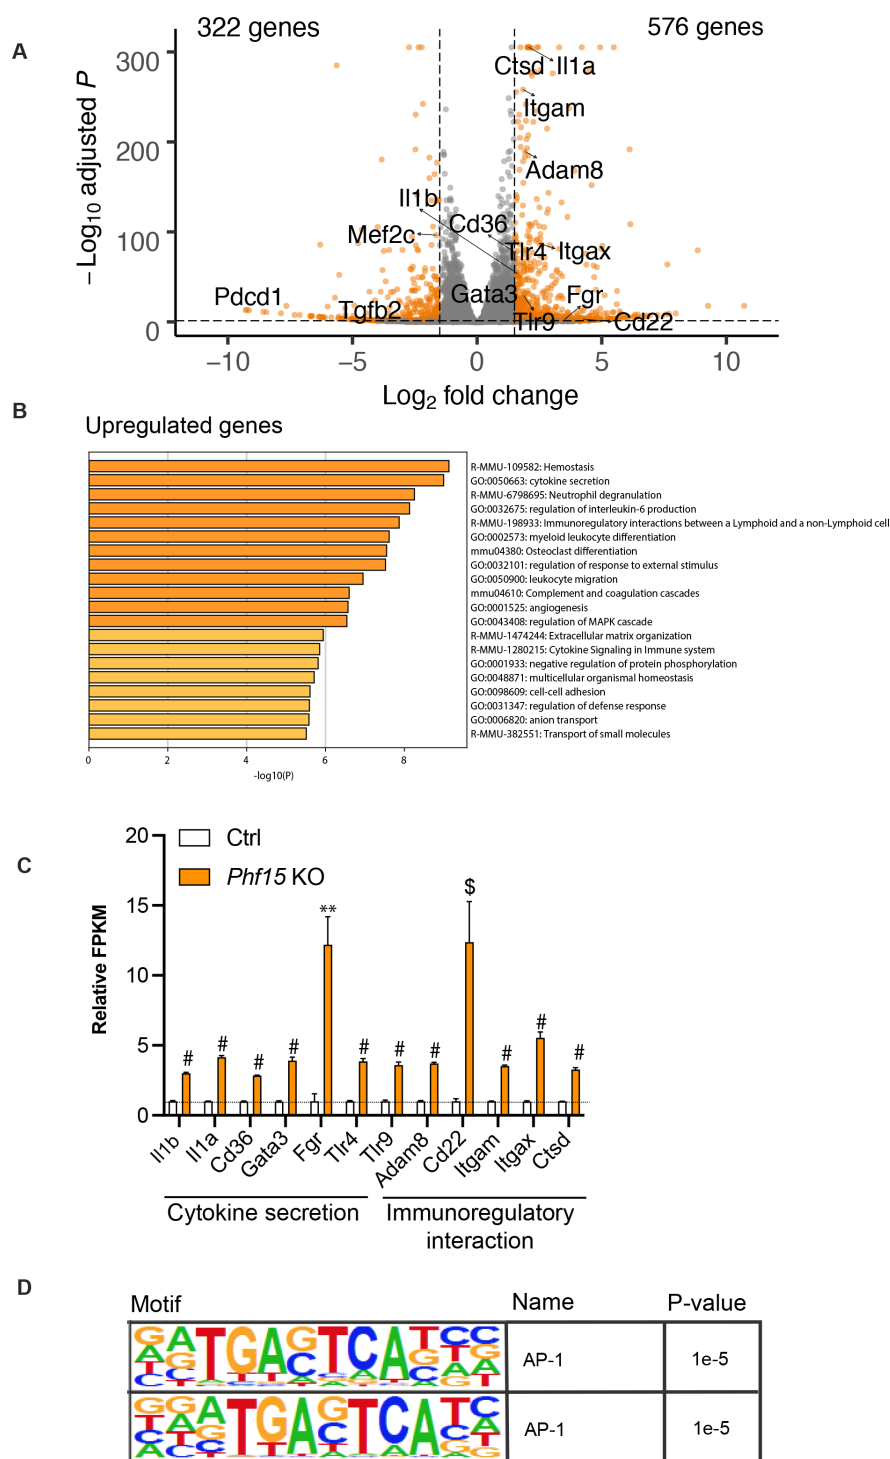 A
322 genes
576 genes
300
200
100
0
−Log10 adjusted P
Ctsd
Il1a
Itgam
Adam8
Il1b
Cd36
Mef2c
Tlr4
Itgax
Pdcd1
Gata3
Fgr
Tgfb2
Tlr9
Cd22
−10
−5
0
5
10
Log2 fold change
B
Upregulated genes
R-MMU-109582: Hemostasis
GO:0050663: cytokine secretion
R-MMU-6798695: Neutrophil degranulation
GO:0032675: regulation of interleukin-6 production
R-MMU-198933: Immunoregulatory interactions between a Lymphoid and a non-Lymphoid cell
GO:0002573: myeloid leukocyte differentiation
mmu04380: Osteoclast differentiation
GO:0032101: regulation of response to external stimulus
GO:0050900: leukocyte migration
mmu04610: Complement and coagulation cascades
GO:0001525: angiogenesis
GO:0043408: regulation of MAPK cascade
R-MMU-1474244: Extracellular matrix organization
R-MMU-1280215: Cytokine Signaling in Immune system
GO:0001933: negative regulation of protein phosphorylation
GO:0048871: multicellular organismal homeostasis
GO:0098609: cell-cell adhesion
GO:0031347: regulation of defense response
GO:0006820: anion transport
R-MMU-382551: Transport of small molecules
0 2 4 6 8
-log10(P)
C
Ctrl
Phf15 KO
20
15
10
5
0
Relative FPKM
# # # # ** # # # $ # # #
Il1b Il1a Cd36 Gata3 Fgr Tlr4 Tlr9 Adam8 Cd22 Itgam Itgax Ctsd
Cytokine secretion
Immunoregulatory
interaction
D
Motif Name P-value
TGAGTCA
AP-1
1e-5
TGAGTCA
AP-1
1e-5